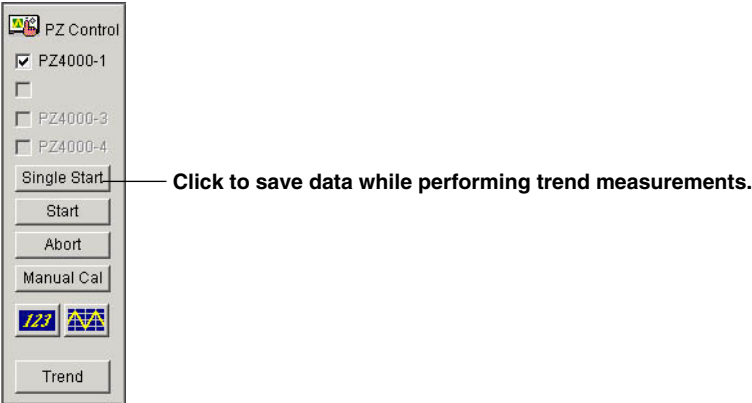 PZ Control
PZ4000-1
PZ4000-3
PZ4000-4
Single Start
Click to save data while performing trend measurements.
Start
Abort
Manual Cal
123
Trend